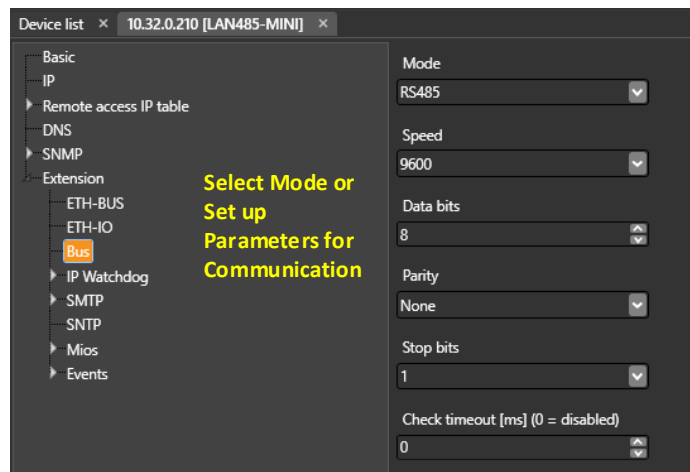 Device list × 10.32.0.210 [LAN485-MINI] ×
Basic
IP
Remote access IP table
DNS
SNMP
Extension
ETH-BUS
ETH-IO
Bus
IP Watchdog
SMTP
SNTP
Mios
Events
Select Mode or
Set up
Parameters for
Communication
Mode
RS485
Speed
9600
Data bits
8
Parity
None
Stop bits
1
Check timeout [ms] (0 = disabled)
0